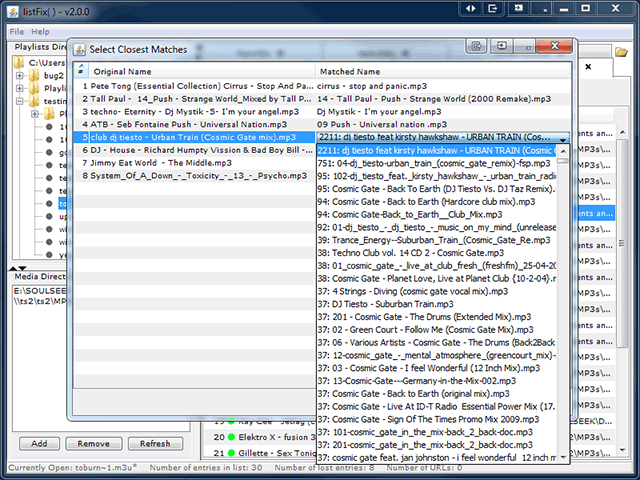 listFix( ) - v2.0.0
File Help
Playlists Direc
C:\Users
bug2
Playli
testin
Media Direct
E:\SOULSEEK
\\ts2\ts2\MP
Add Remove Refresh
Select Closest Matches
# Original Name Matched Name
1 Pete Tong (Essential Collection) Cirrus - Stop And Pa... cirrus - stop and panic.mp3
2 Tall Paul - 14_Push - Strange World_Mixed by Tall P... 14 - Tall Paul - Strange World (2000 Remake).mp3
3 techno- Eternity - Dj Mystik -5- I'm your angel.mp3 Dj Mystik - I'm your angel.mp3
4 ATB - Seb Fontaine Push - Universal Nation.mp3 09 Push - Universal nation.mp3
5 club dj tiesto - Urban Train (Cosmic Gate mix).mp3 2211: dj tiesto feat kirsty hawkshaw - URBAN TRAIN (Cos...
6 DJ - House - Richard Humpty Vission & Bad Boy Bill -...
7 Jimmy Eat World - The Middle.mp3
8 System_Of_A_Down_-_Toxicity_-_13_-_Psycho.mp3
2211: dj tiesto feat kirsty hawkshaw - URBAN TRAIN (Cosmic G
751: 04-dj_tiesto-urban_train_(cosmic_gate_remix)-fsp.mp3
95: 102-dj_tiesto_feat._kirsty_hawkshaw_-_urban_train_radio
95: Cosmic Gate - Back To Earth (DJ Tiesto Vs. DJ Taz Remix).m
94: Cosmic Gate - Back to Earth (Hardcore club mix).mp3
94: Cosmic Gate-Back_to_Earth__Club_Mix.mp3
92: 01-dj_tiesto_-_dj_tiesto_-_music_on_my_mind_(unrelease
39: Trance_Energy--Suburban_Train_(Cosmic_Gate_Re.mp3
38: Techno Club vol. 14 CD 2 - Cosmic Gate.mp3
38: 01_cosmic_gate_-_live_at_club_fresh_(freshfm)_25-04-20
37: Cosmic Gate - Planet Love, Live at Planet Club {10-2-04}.m
37: 4 Strings - Diving (cosmic gate vocal mix).mp3
37: DJ Tiesto - Suburban Train.mp3
37: 201 - Cosmic Gate - The Drums (Extended Mix).mp3
37: 02 - Green Court - Follow Me (Cosmic Gate Mix).mp3
37: 06 - Various Artists - Cosmic Gate - The Drums (Back2Back
37: 12-cosmic_gate_-_mental_atmosphere_(greencourt_mix)-
37: 03 - Cosmic Gate - I feel Wonderful (12 Inch Mix).mp3
37: 13-Cosmic-Gate---Germany-in-the-Mix-002.mp3
37: Cosmic Gate - Back to Earth (original mix).mp3
37: Cosmic Gate - Live At ID-T Radio Essential Power Mix (17.
37: Cosmic Gate - Sign Of The Times Promo Mix 2009.mp3
37: 101-cosmic_gate_in_the_mix-back_2_back-doc.mp3
37: 201-cosmic_gate_in_the_mix-back_2_back-doc.mp3
37: cosmic gate feat. jan johnston - i feel wonderful 12 inch m
20 Elektro X - fusion 3
21 Gillette - Sex Tonic
Currently Open: toburn~1.m3u* Number of entries in list: 30 Number of lost entries: 8 Number of URLs: 0